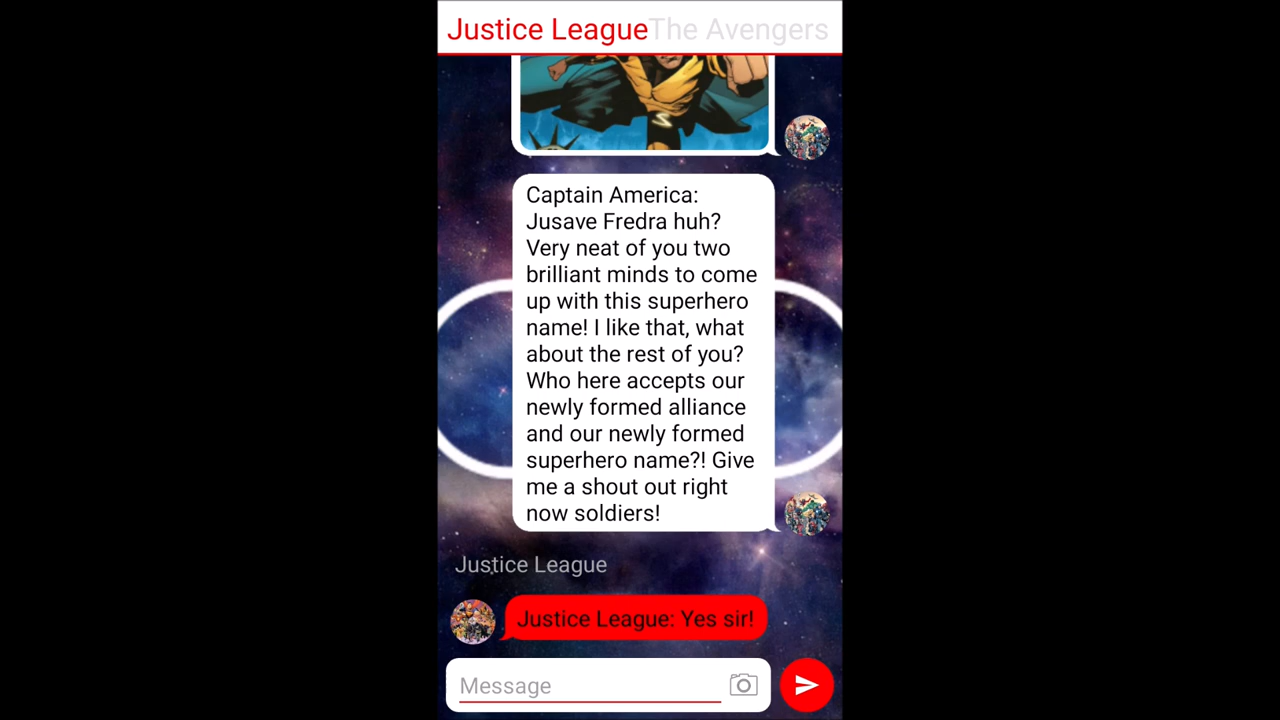 Justice League The Avengers
Captain America:
Jusave Fredra huh?
Very neat of you two
brilliant minds to come
up with this superhero
name! I like that, what
about the rest of you?
Who here accepts our
newly formed alliance
and our newly formed
superhero name?! Give
me a shout out right
now soldiers!
Justice League
Justice League: Yes sir!
Message